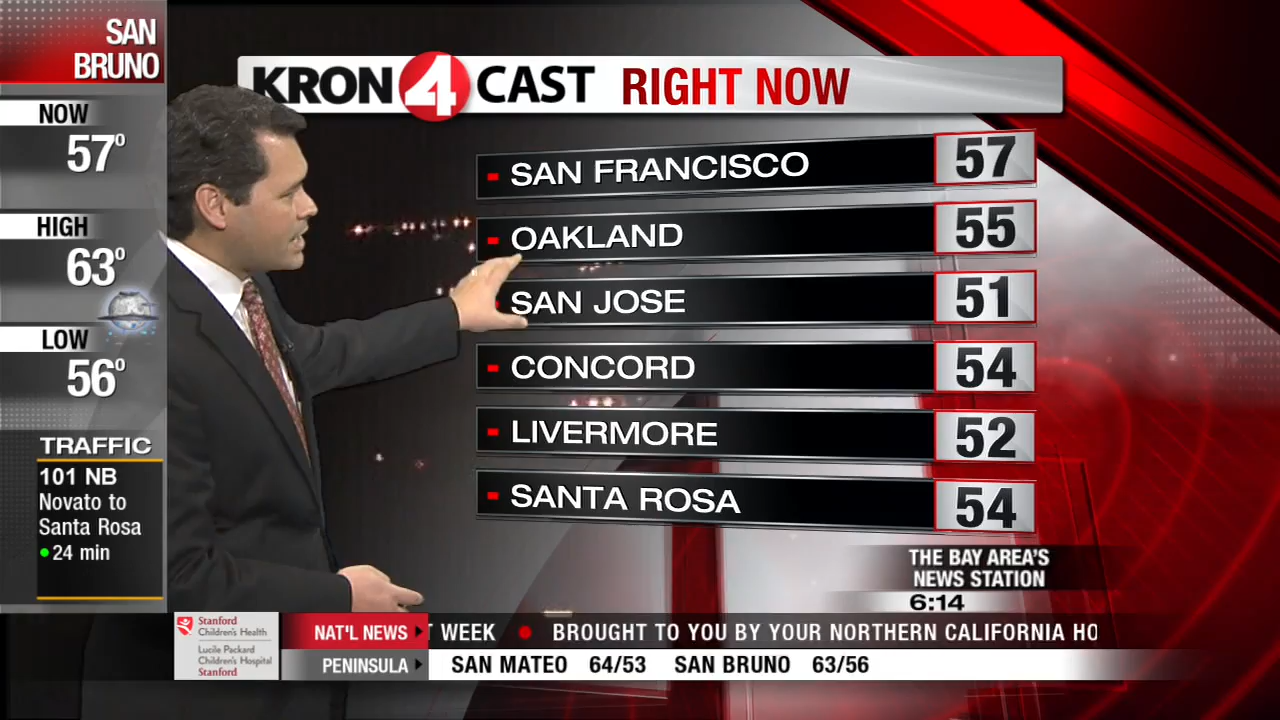 SAN
BRUNO
NOW
57°
HIGH
63°
LOW
56°
TRAFFIC
101 NB
Novato to
Santa Rosa
24 min
KRON 4 CAST RIGHT NOW
SAN FRANCISCO 57
OAKLAND 55
SAN JOSE 51
CONCORD 54
LIVERMORE 52
SANTA ROSA 54
THE BAY AREA'S
NEWS STATION
6:14
Stanford
Children's Health
Lucile Packard
Children's Hospital
Stanford
NAT'L NEWS T WEEK BROUGHT TO YOU BY YOUR NORTHERN CALIFORNIA HO
PENINSULA SAN MATEO 64/53 SAN BRUNO 63/56